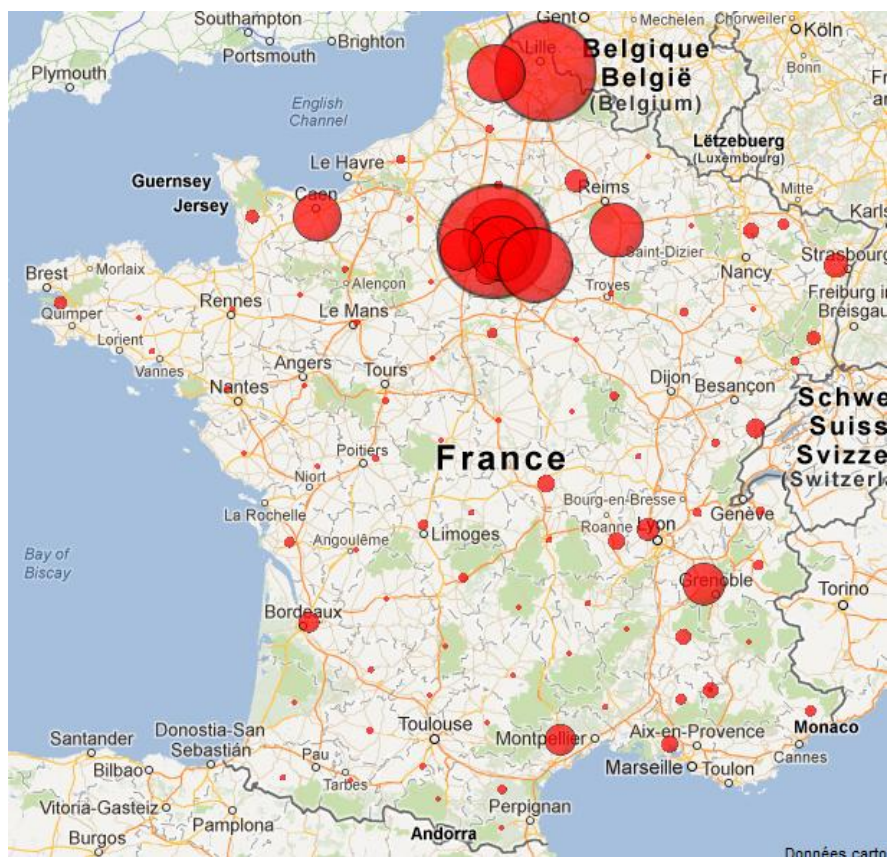 Southampton
Portsmouth
Brighton
Plymouth
Gent
Mechelen
Chorweiler
Köln
Bonn
Lille
Belgique
België
(Belgium)
English
Channel
Lëtzebuerg
(Luxembourg)
Le Havre
Guernsey
Jersey
Caen
Reims
Mitte
Karls
Saint-Dizier
Nancy
Strasbourg
Freiburg im
Breisgau
Brest
Morlaix
Quimper
Lorient
Vannes
Rennes
Alençon
Le Mans
Troyes
Angers
Tours
Nantes
Dijon
Besançon
Schwe
Suiss
Svizze
(Switzerla
France
Poitiers
Niort
La Rochelle
Bourg-en-Bresse
Genève
Roanne
Lyon
Limoges
Angoulême
Bay of
Biscay
Grenoble
Torino
Bordeaux
Toulouse
Montpellier
Aix-en-Provence
Monaco
Cannes
Marseille
Toulon
Santander
Bilbao
Donostia-San
Sebastián
Pau
Tarbes
Vitoria-Gasteiz
Pamplona
Burgos
Andorra
Perpignan
Données carto